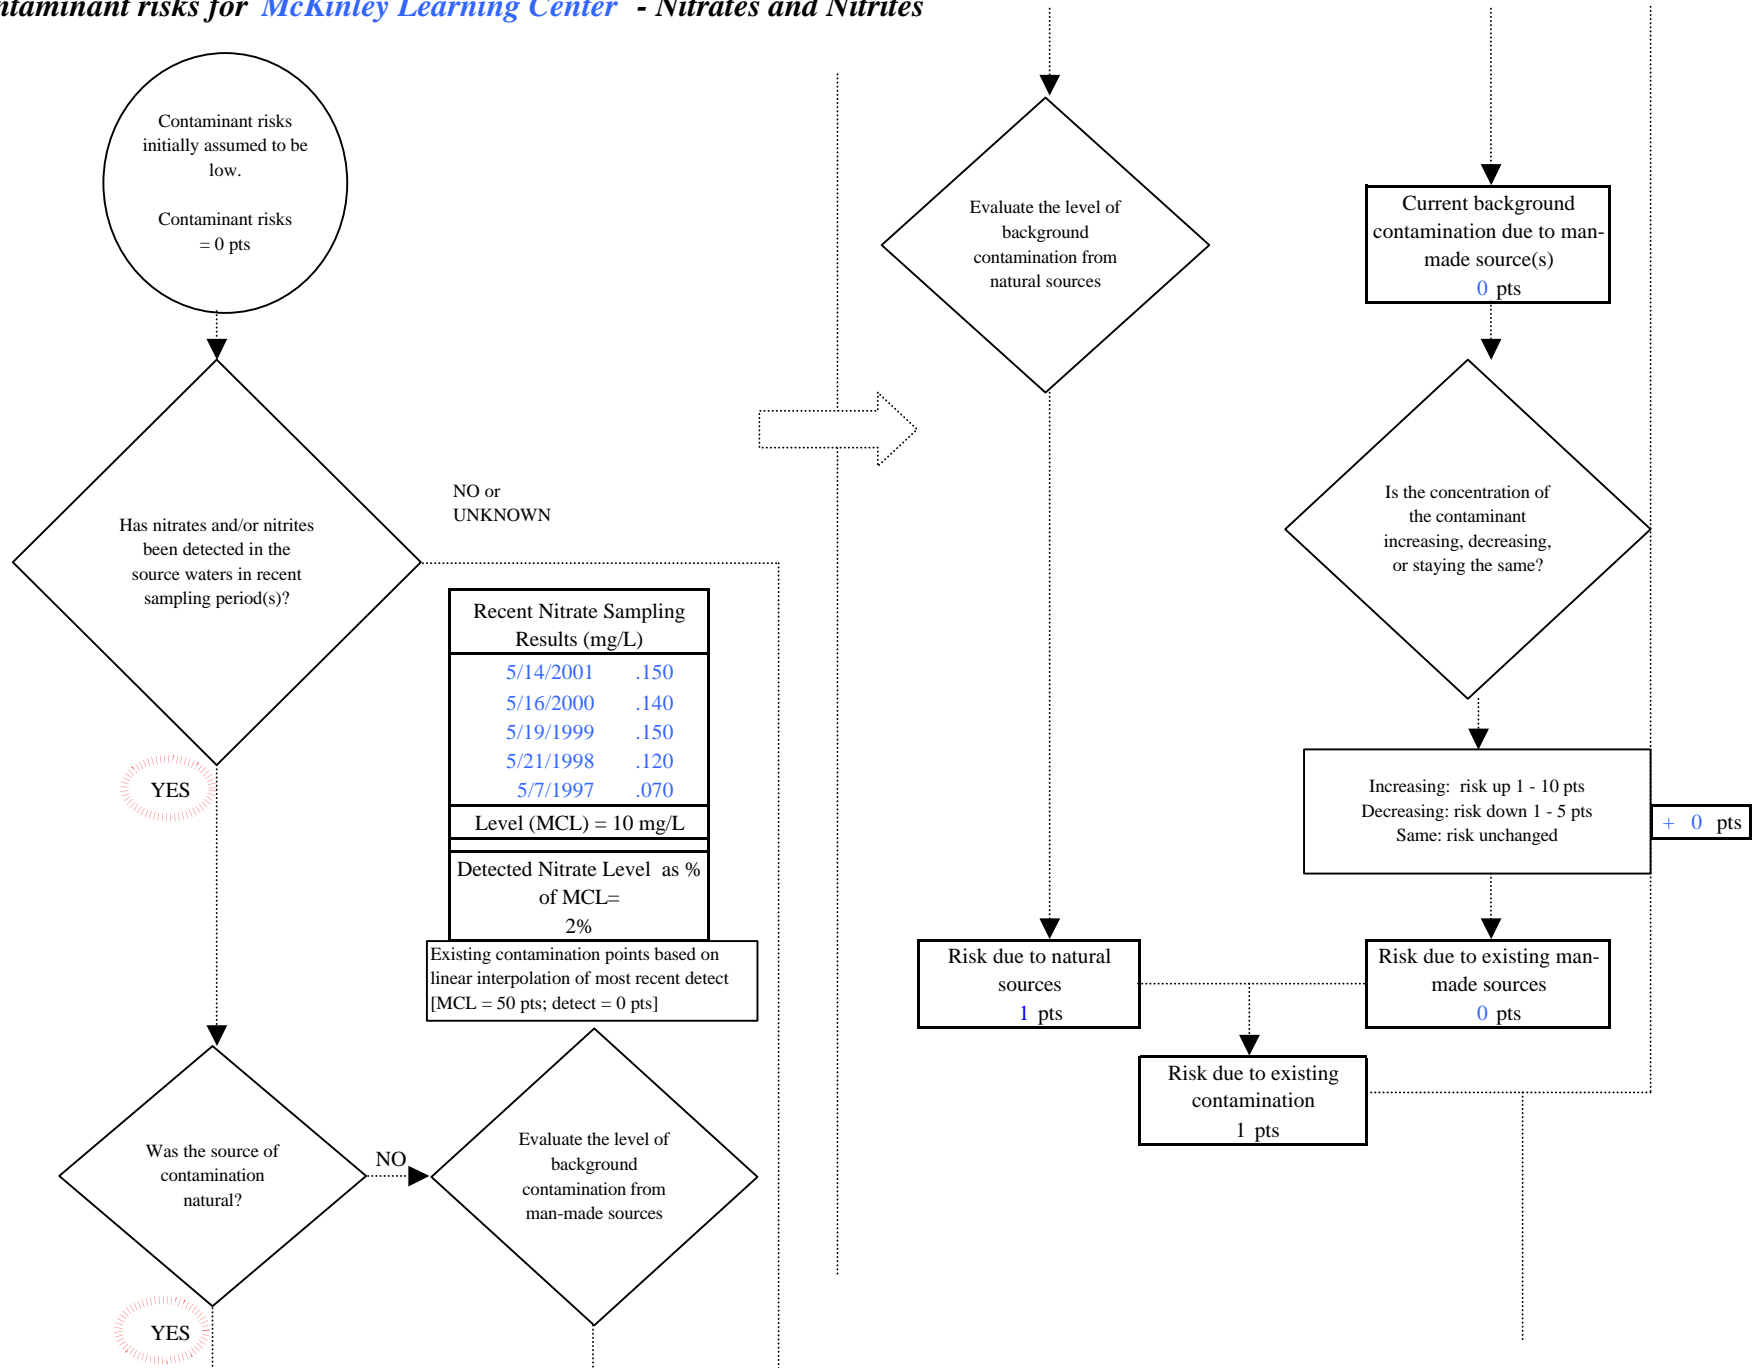 ntaminant risks for McKinley Learning Center - Nitrates and Nitrites
Contaminant risks
initially assumed to be
low.
Contaminant risks
= 0 pts
Has nitrates and/or nitrites
been detected in the
source waters in recent
sampling period(s)?
NO or
UNKNOWN
YES
Recent Nitrate Sampling
Results (mg/L)
5/14/2001 .150
5/16/2000 .140
5/19/1999 .150
5/21/1998 .120
5/7/1997 .070
Level (MCL) = 10 mg/L
Detected Nitrate Level as %
of MCL=
2%
Existing contamination points based on
linear interpolation of most recent detect
[MCL = 50 pts; detect = 0 pts]
Was the source of
contamination
natural?
NO
YES
Evaluate the level of
background
contamination from
man-made sources
Evaluate the level of
background
contamination from
natural sources
Current background
contamination due to man-
made source(s)
0 pts
Is the concentration of
the contaminant
increasing, decreasing,
or staying the same?
Increasing: risk up 1 - 10 pts
Decreasing: risk down 1 - 5 pts
Same: risk unchanged
+ 0 pts
Risk due to natural
sources
1 pts
Risk due to existing man-
made sources
0 pts
Risk due to existing
contamination
1 pts